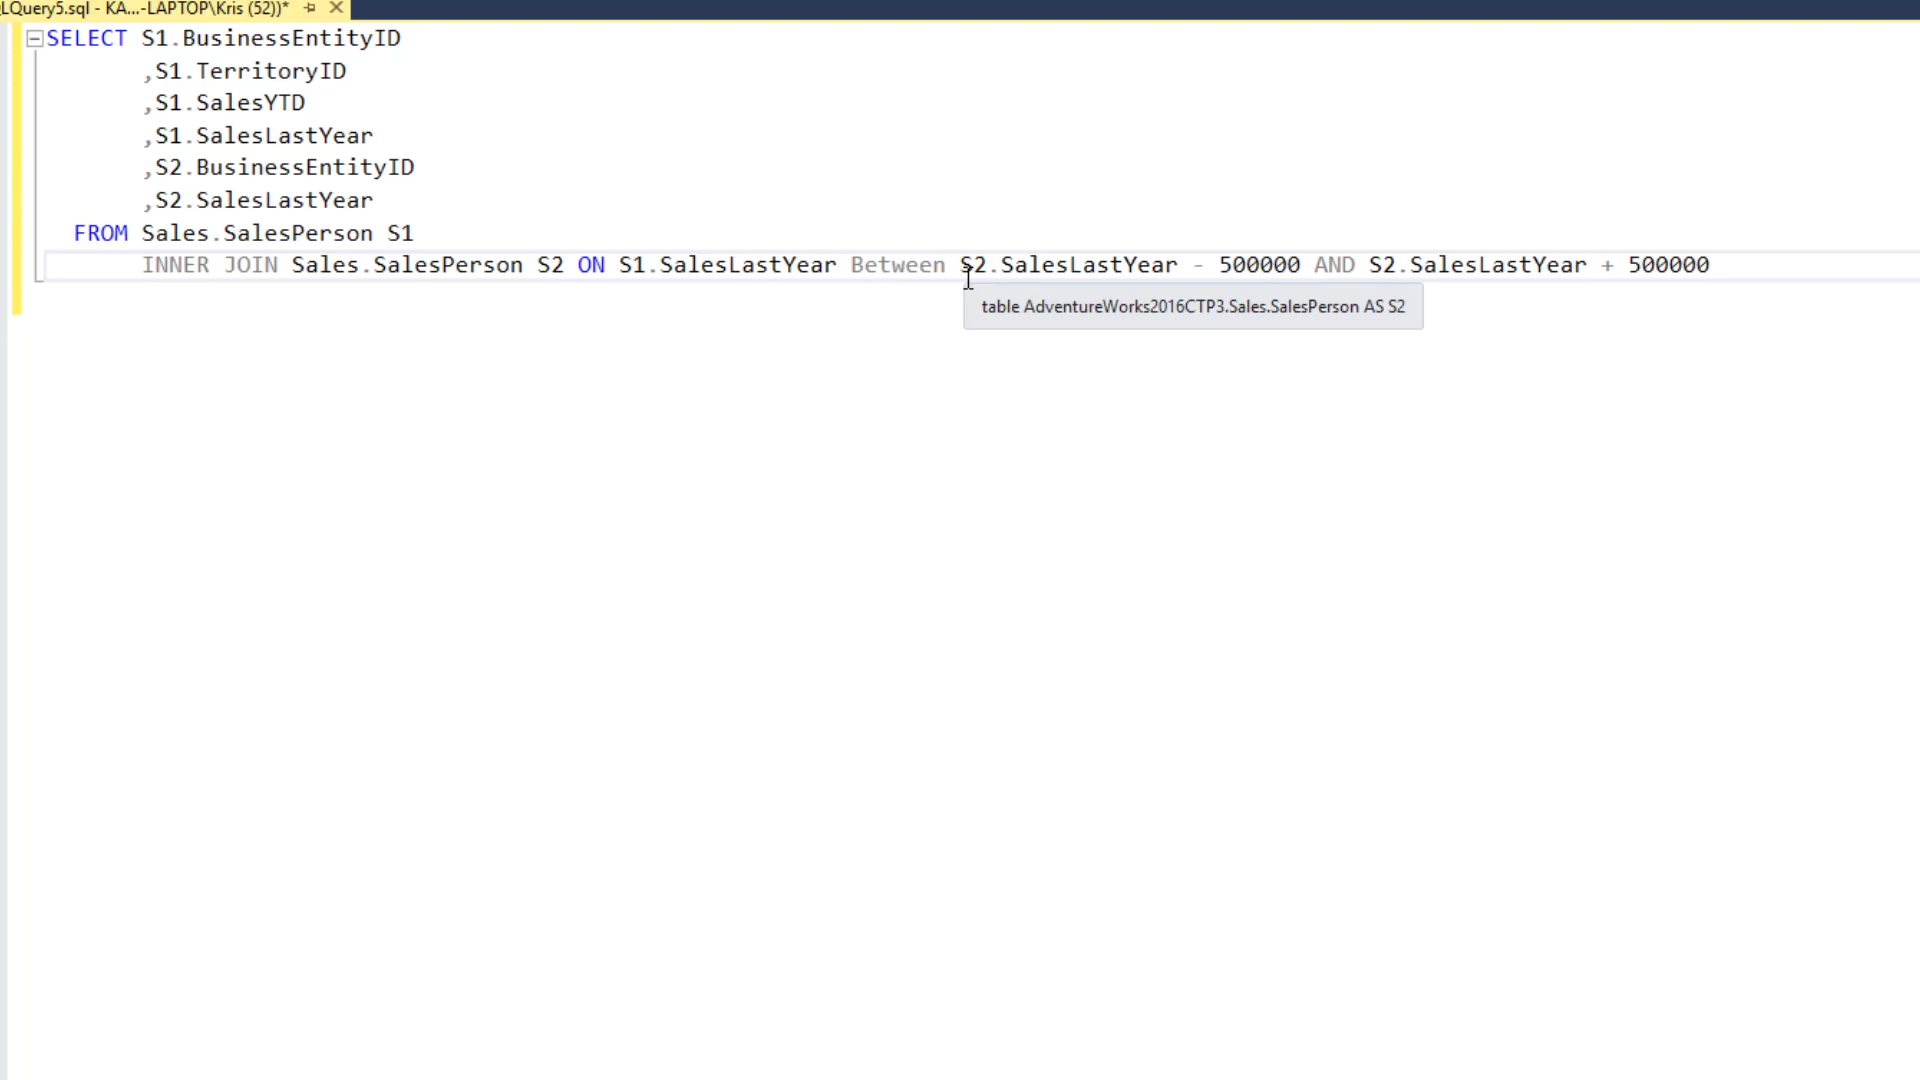 LQuery5.sql - KA...-LAPTOP\Kris (52))*
SELECT S1.BusinessEntityID
,S1.TerritoryID
,S1.SalesYTD
,S1.SalesLastYear
,S2.BusinessEntityID
,S2.SalesLastYear
FROM Sales.SalesPerson S1
INNER JOIN Sales.SalesPerson S2 ON S1.SalesLastYear Between S2.SalesLastYear - 500000 AND S2.SalesLastYear + 500000
table AdventureWorks2016CTP3.Sales.SalesPerson AS S2